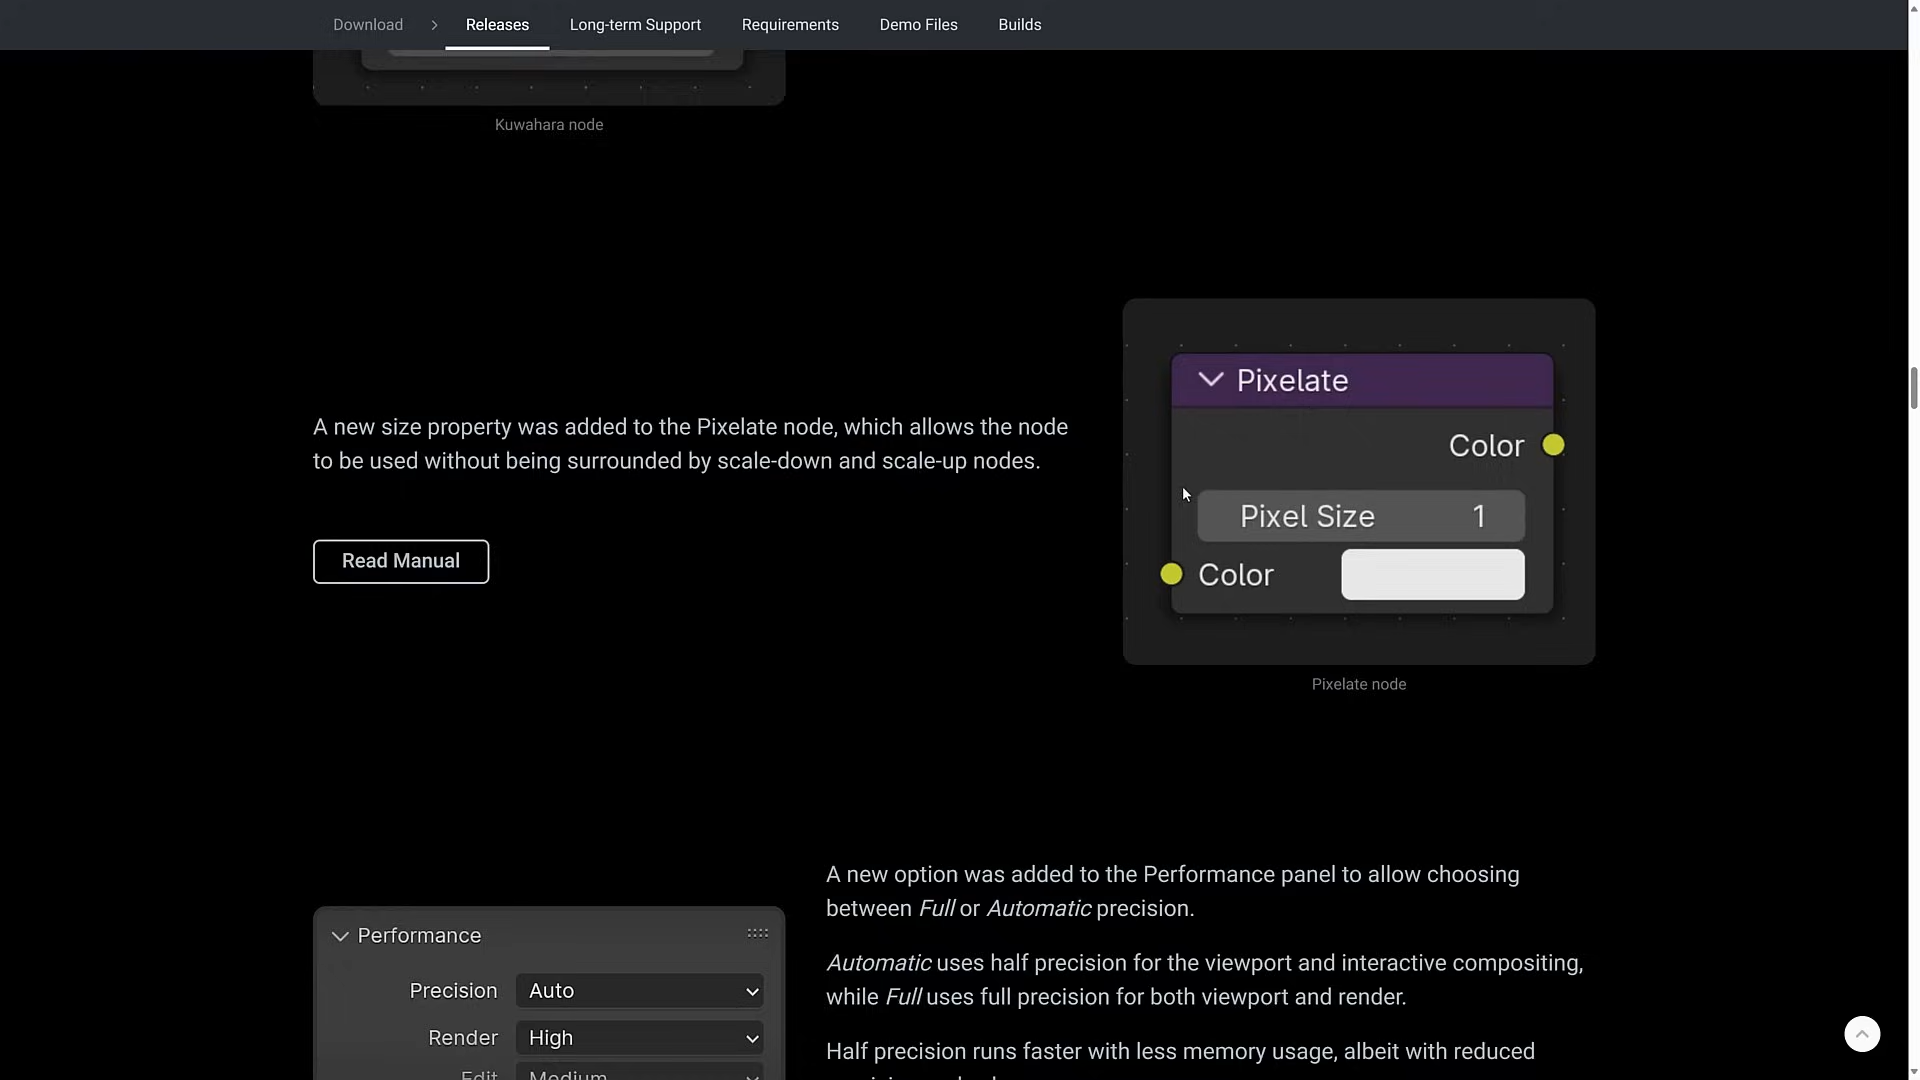 Download
Releases
Long-term Support
Requirements
Demo Files
Builds
Kuwahara node
A new size property was added to the Pixelate node, which allows the node
to be used without being surrounded by scale-down and scale-up nodes.
Read Manual
Pixelate
Color
Pixel Size 1
Color
Pixelate node
Performance
Precision Auto
Render High
Edit Medium
A new option was added to the Performance panel to allow choosing
between Full or Automatic precision.
Automatic uses half precision for the viewport and interactive compositing,
while Full uses full precision for both viewport and render.
Half precision runs faster with less memory usage, albeit with reduced